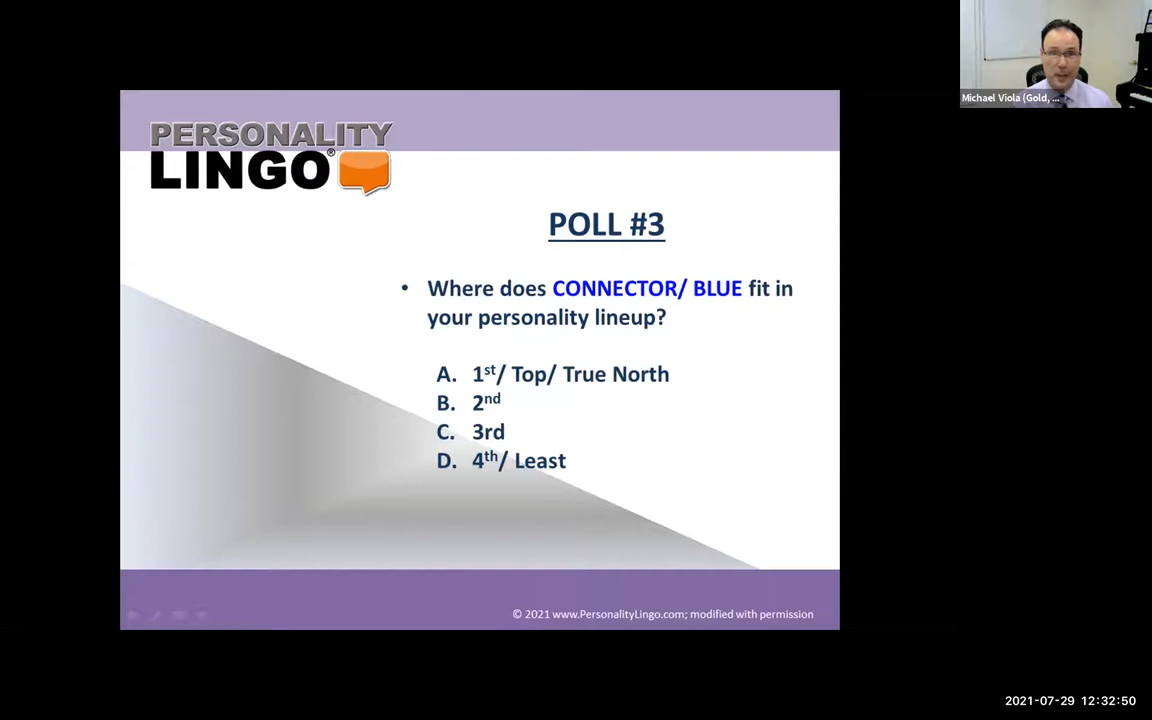 Michael Viola (Gold, ...
PERSONALITY
LINGO®
POLL #3
• Where does CONNECTOR/ BLUE fit in
your personality lineup?
A. 1st/ Top/ True North
B. 2nd
C. 3rd
D. 4th/ Least
© 2021 www.PersonalityLingo.com; modified with permission
2021-07-29 12:32:50